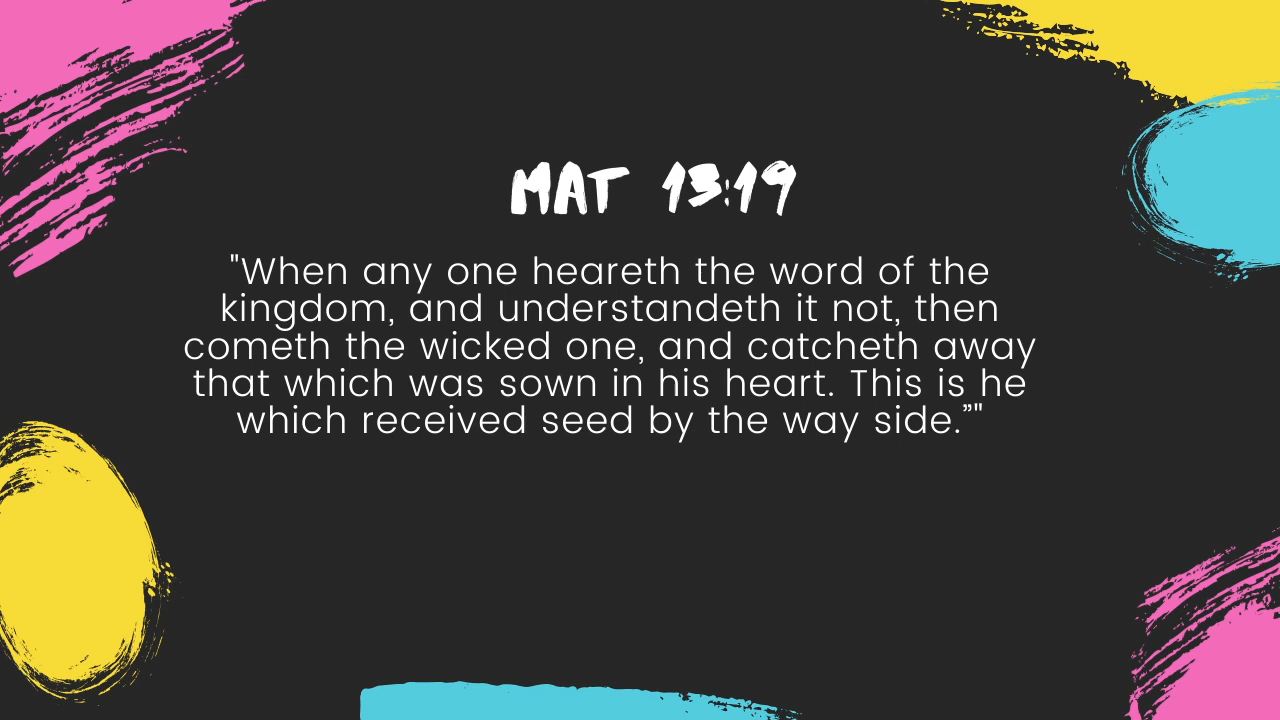 MAT 13:19
"When any one heareth the word of the
kingdom, and understandeth it not, then
cometh the wicked one, and catcheth away
that which was sown in his heart. This is he
which received seed by the way side.”"